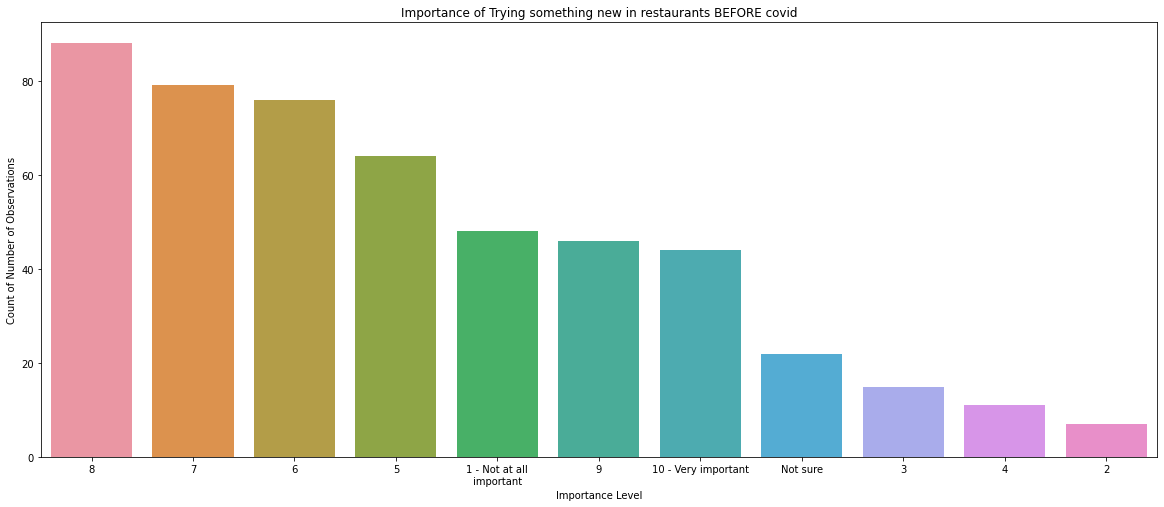 Importance of Trying something new in restaurants BEFORE covid
Count of Number of Observations
80
60
40
20
0
8
7
6
5
1 - Not at all
important
9
10 - Very important
Not sure
3
4
2
Importance Level